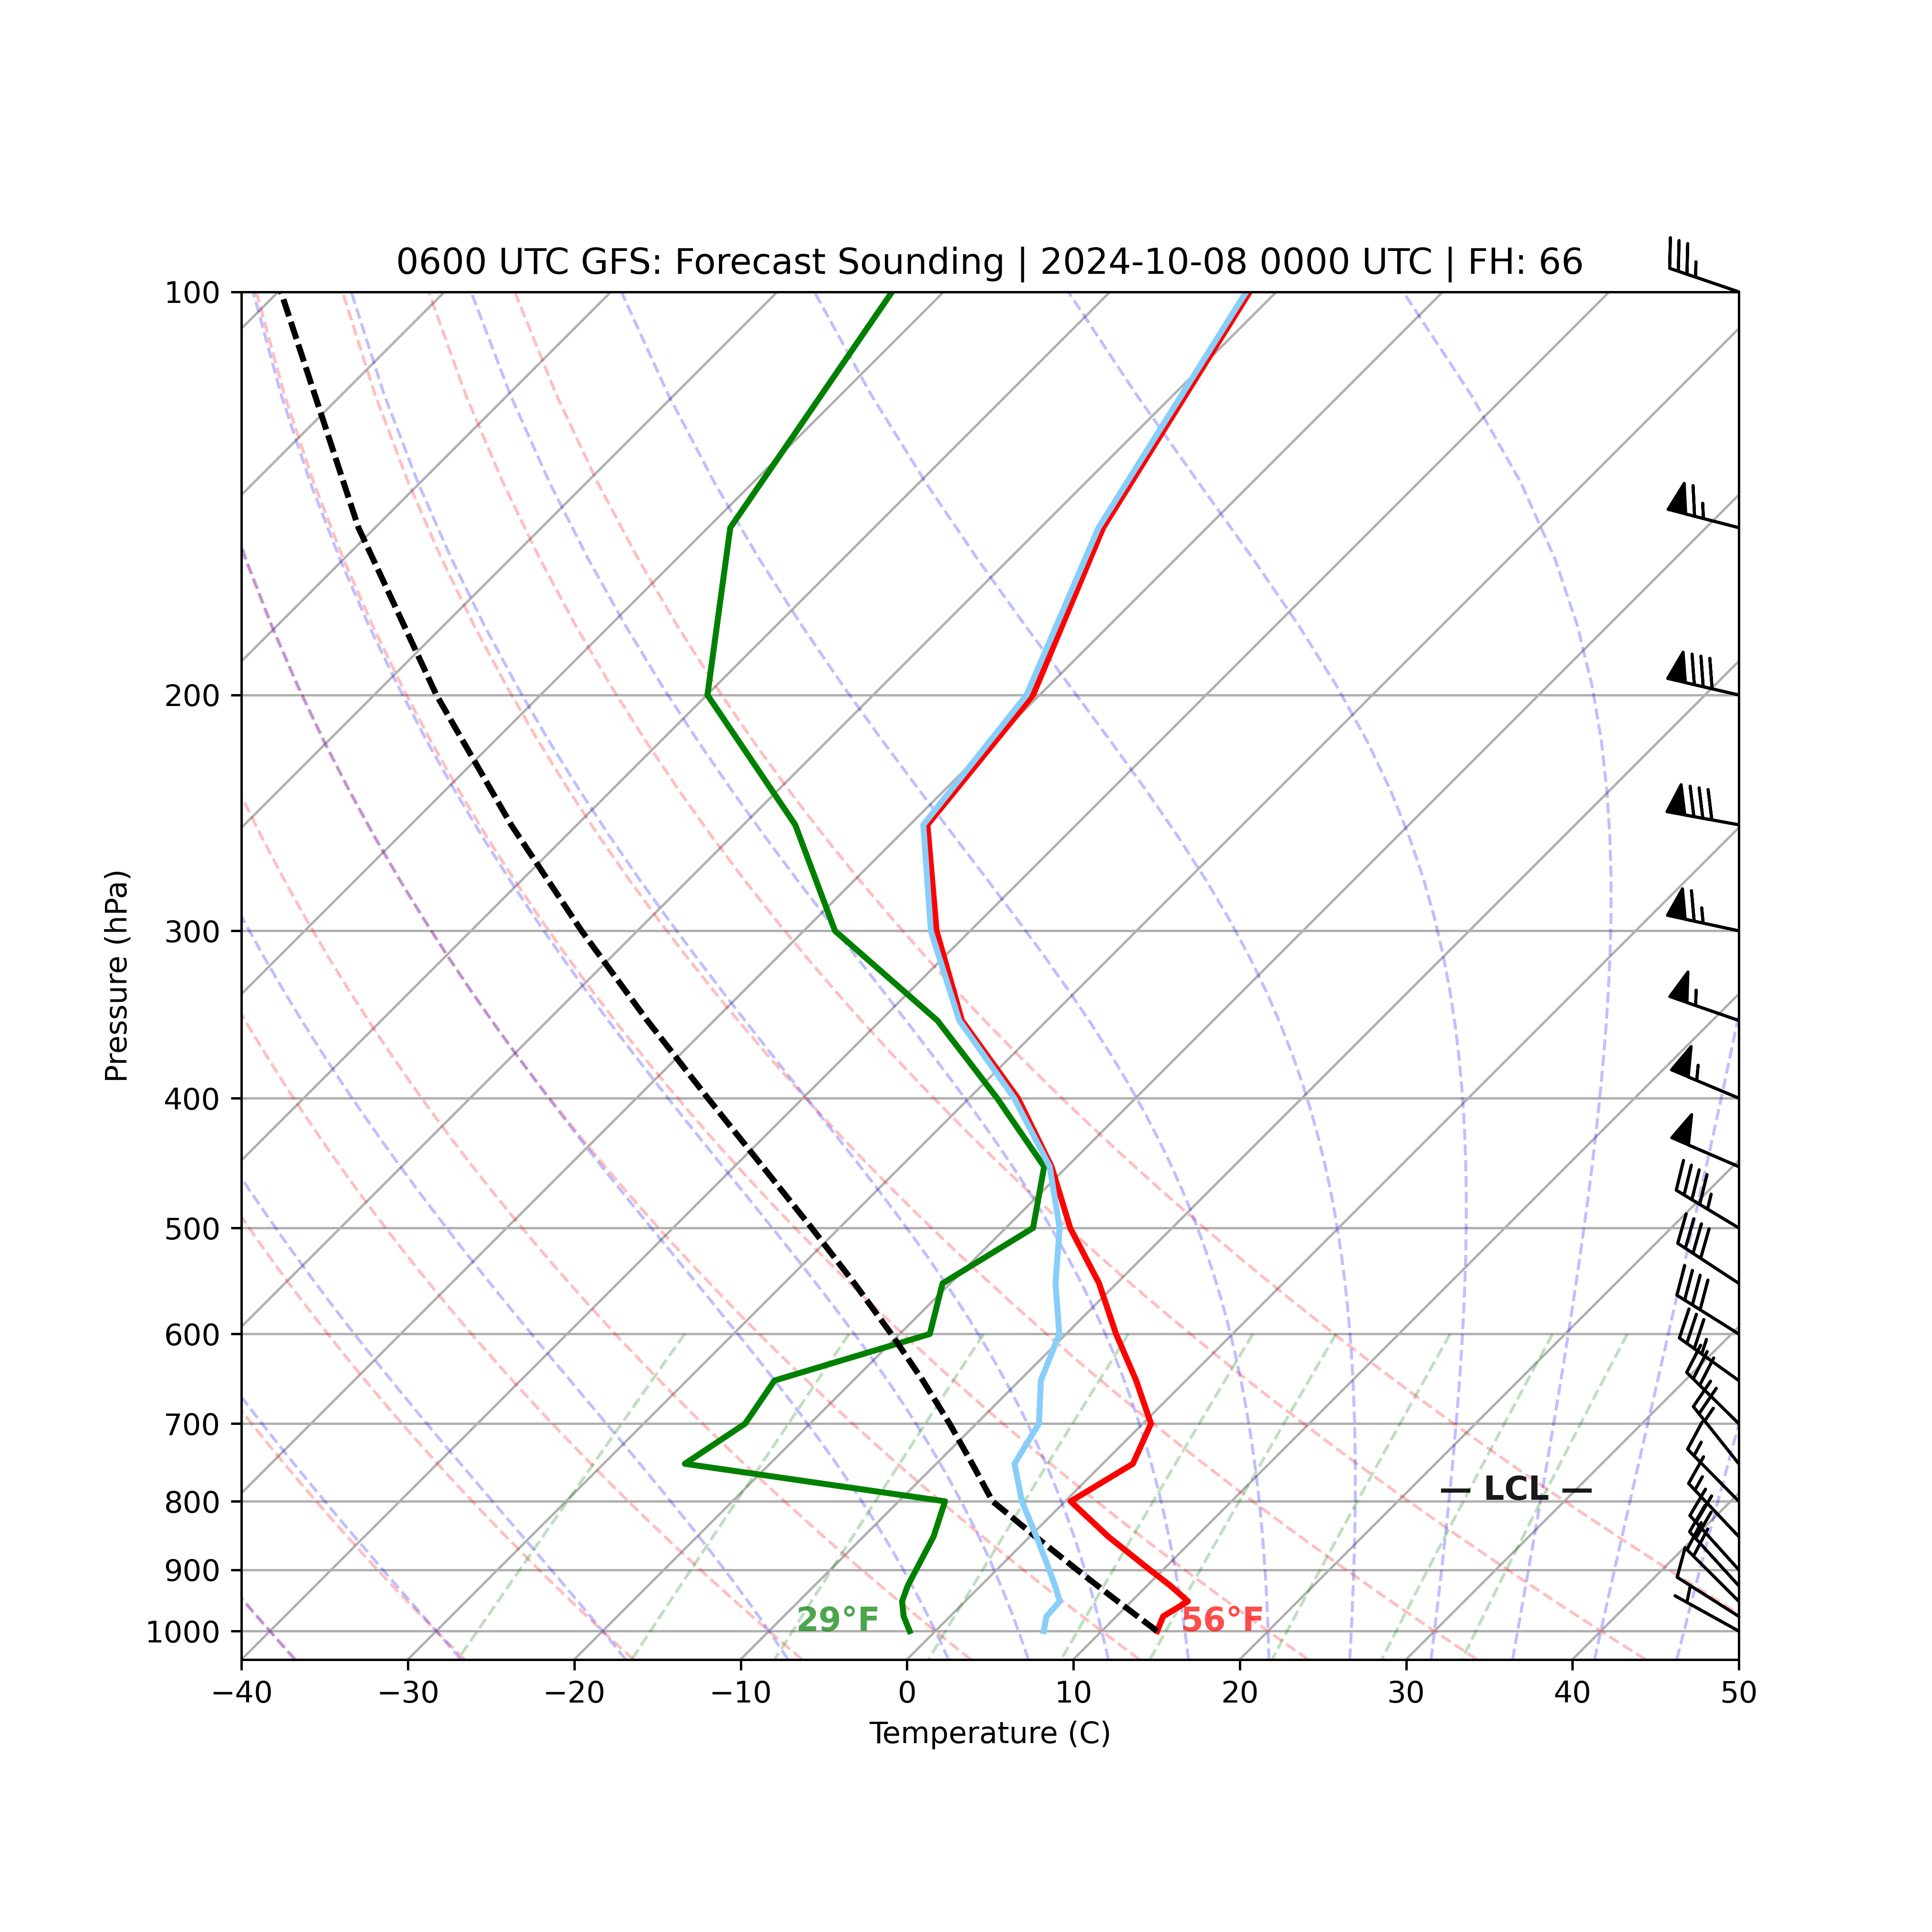 0600 UTC GFS: Forecast Sounding | 2024-10-08 0000 UTC | FH: 66
100
200
300
400
500
600
700
800
900
1000
Pressure (hPa)
— LCL —
29°F
56°F
−40 −30 −20 −10 0 10 20 30 40 50
Temperature (C)